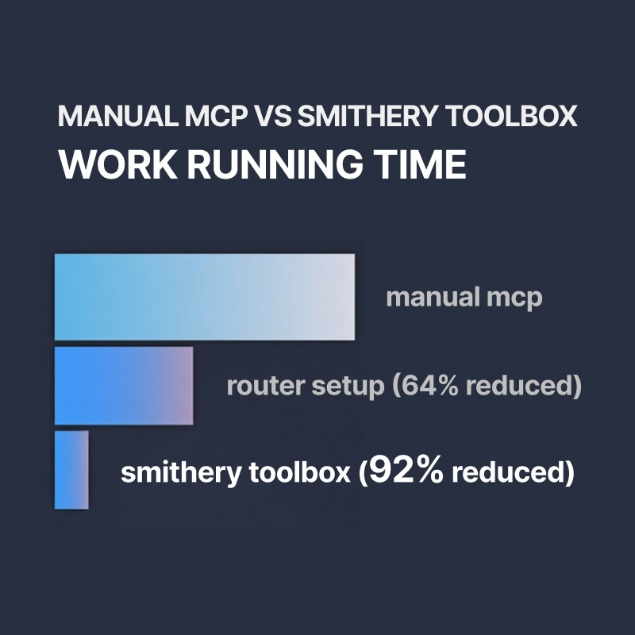 MANUAL MCP VS SMITHERY TOOLBOX
WORK RUNNING TIME
manual mcp
router setup (64% reduced)
smithery toolbox (92% reduced)